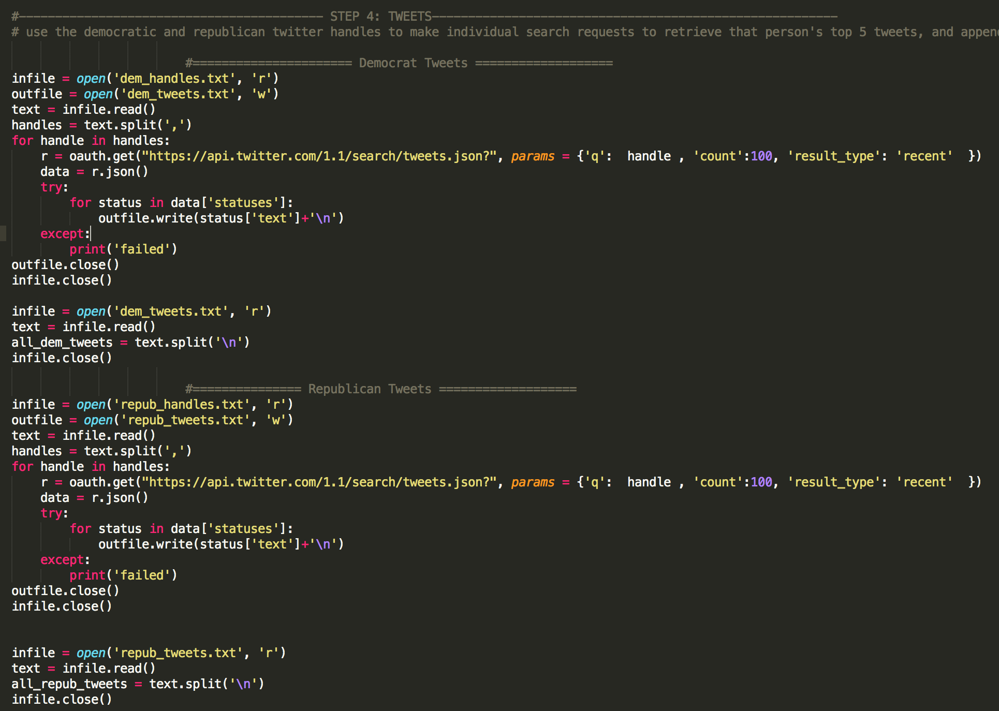 #—————————————————————————————————————————— STEP 4: TWEETS————————————————————————————————————————————————————————
# use the democratic and republican twitter handles to make individual search requests to retrieve that person's top 5 tweets, and
#====================== Democrat Tweets ===================
infile = open('dem_handles.txt', 'r')
outfile = open('dem_tweets.txt', 'w')
text = infile.read()
handles = text.split(',')
for handle in handles:
    r = oauth.get("https://api.twitter.com/1.1/search/tweets.json?", params = {'q':  handle , 'count':100, 'result_type': 'recent'  })
    data = r.json()
    try:
        for status in data['statuses']:
            outfile.write(status['text']+'\n')
    except:
        print('failed')
outfile.close()
infile.close()
infile = open('dem_tweets.txt', 'r')
text = infile.read()
all_dem_tweets = text.split('\n')
infile.close()
#=============== Republican Tweets ===================
infile = open('repub_handles.txt', 'r')
outfile = open('repub_tweets.txt', 'w')
text = infile.read()
handles = text.split(',')
for handle in handles:
    r = oauth.get("https://api.twitter.com/1.1/search/tweets.json?", params = {'q':  handle , 'count':100, 'result_type': 'recent'  })
    data = r.json()
    try:
        for status in data['statuses']:
            outfile.write(status['text']+'\n')
    except:
        print('failed')
outfile.close()
infile.close()
infile = open('repub_tweets.txt', 'r')
text = infile.read()
all_repub_tweets = text.split('\n')
infile.close()